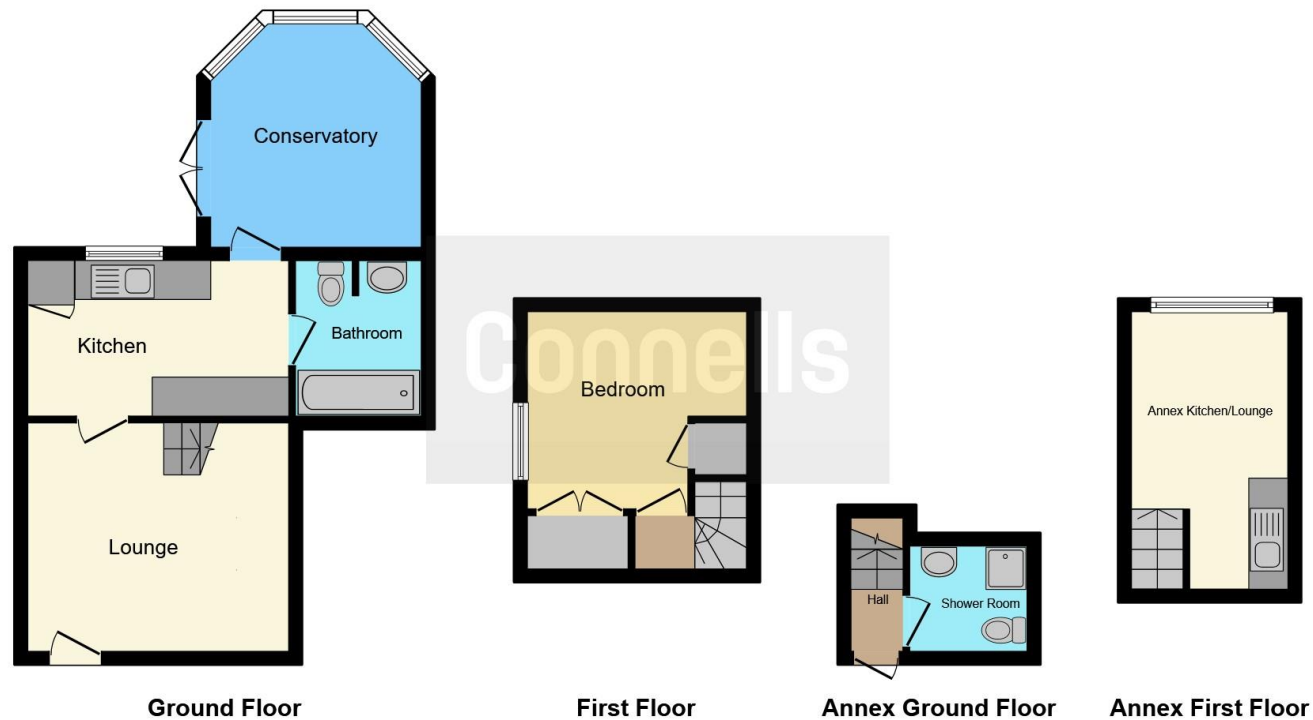 Conservatory
Kitchen
Bathroom
Lounge
Ground Floor
Connells
Bedroom
First Floor
Hall
Shower Room
Annex Ground Floor
Annex Kitchen/Lounge
Annex First Floor